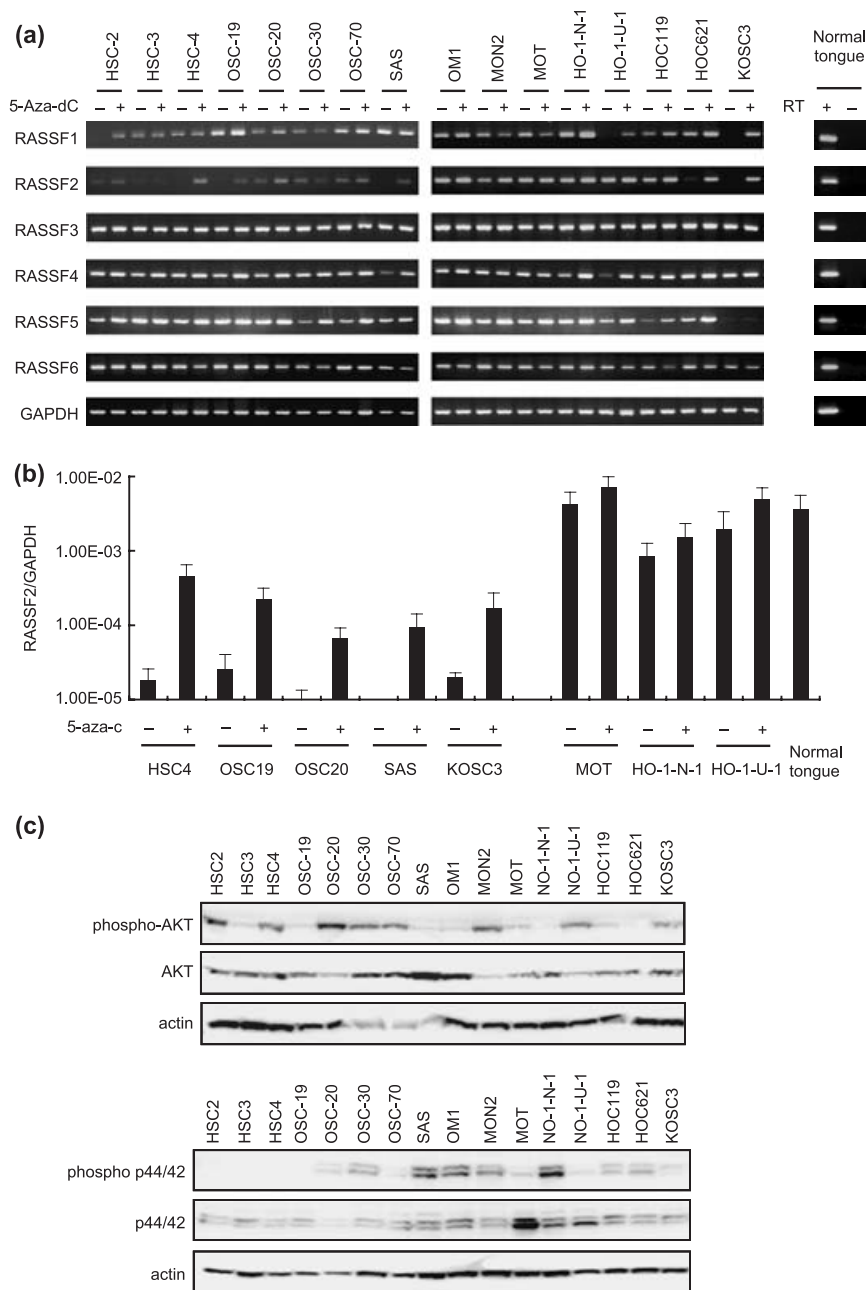 (a)
HSC-2 HSC-3 HSC-4 OSC-19 OSC-20 OSC-30 OSC-70 SAS OM1 MON2 MOT HO-1-N-1 HO-1-U-1 HOC119 HOC621 KOSC3 Normal tongue
5-Aza-dC – + – + – + – + – + – + – + – + – + – + – + – + – + – + – + – + RT + –
RASSF1
RASSF2
RASSF3
RASSF4
RASSF5
RASSF6
GAPDH
(b)
RASSF2/GAPDH
1.00E-02
1.00E-03
1.00E-04
1.00E-05
5-aza-c – + – + – + – + – + – + – + – +
HSC4 OSC19 OSC20 SAS KOSC3 MOT HO-1-N-1 HO-1-U-1 Normal tongue
(c)
HSC2 HSC3 HSC4 OSC-19 OSC-20 OSC-30 OSC-70 SAS OM1 MON2 MOT NO-1-N-1 NO-1-U-1 HOC119 HOC621 KOSC3
phospho-AKT
AKT
actin
HSC2 HSC3 HSC4 OSC-19 OSC-20 OSC-30 OSC-70 SAS OM1 MON2 MOT NO-1-N-1 NO-1-U-1 HOC119 HOC621 KOSC3
phospho p44/42
p44/42
actin